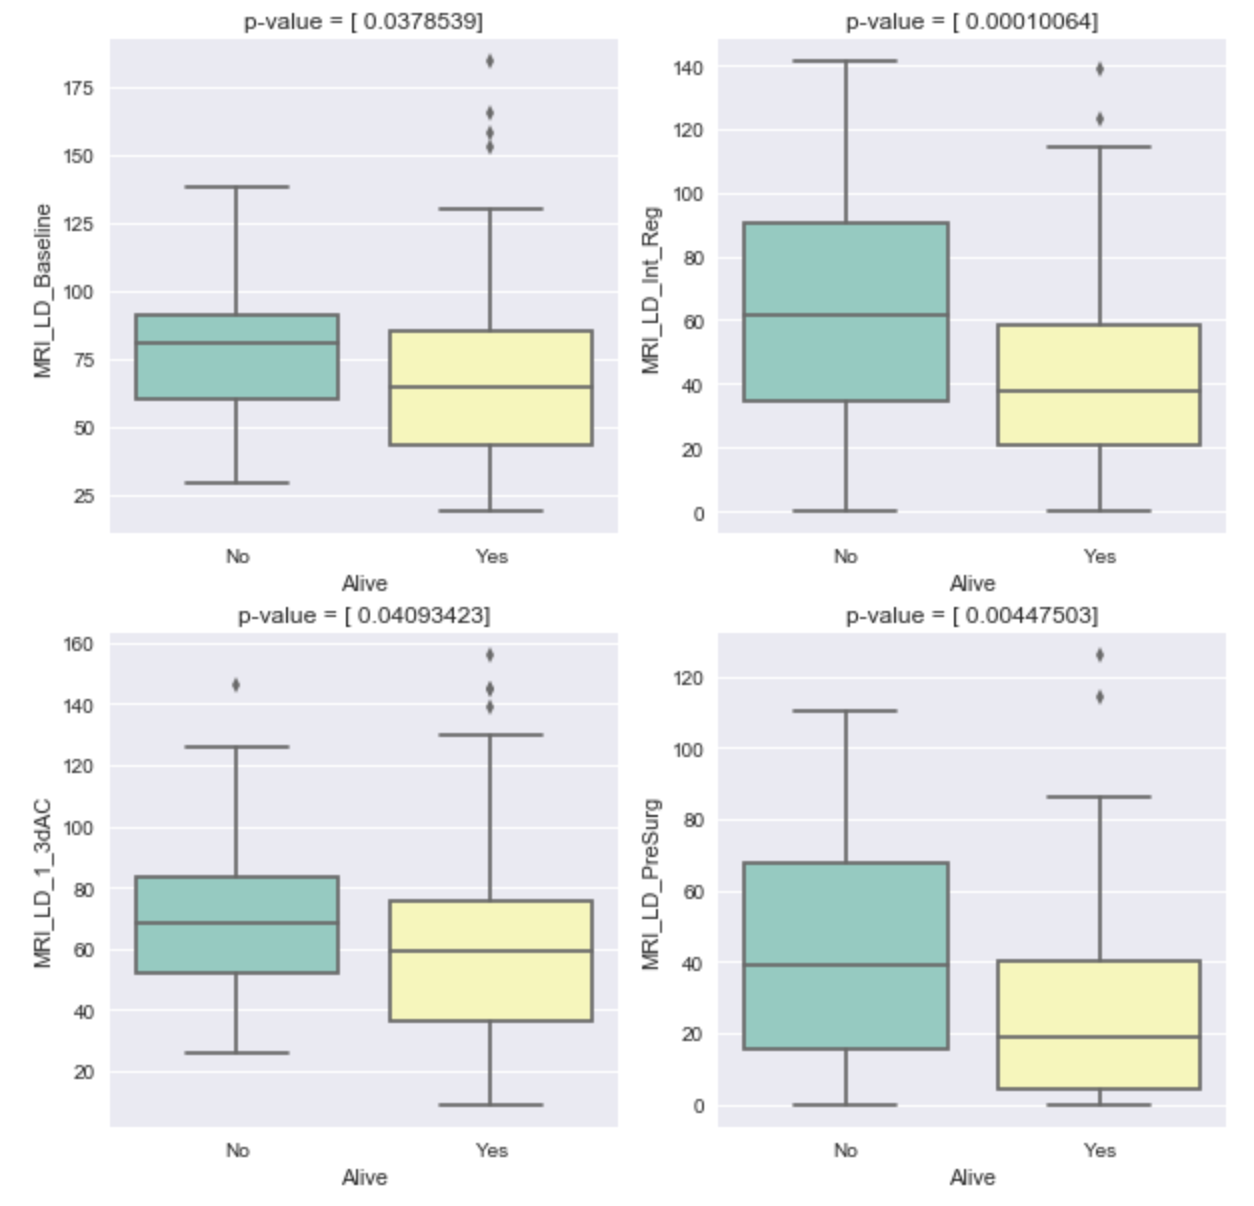 p-value = [ 0.0378539]
175
150
125
100
75
50
25
MRI_LD_Baseline
No Yes
Alive
p-value = [ 0.00010064]
140
120
100
80
60
40
20
0
MRI_LD_Int_Reg
No Yes
Alive
p-value = [ 0.04093423]
160
140
120
100
80
60
40
20
MRI_LD_1_3dAC
No Yes
Alive
p-value = [ 0.00447503]
120
100
80
60
40
20
0
MRI_LD_PreSurg
No Yes
Alive